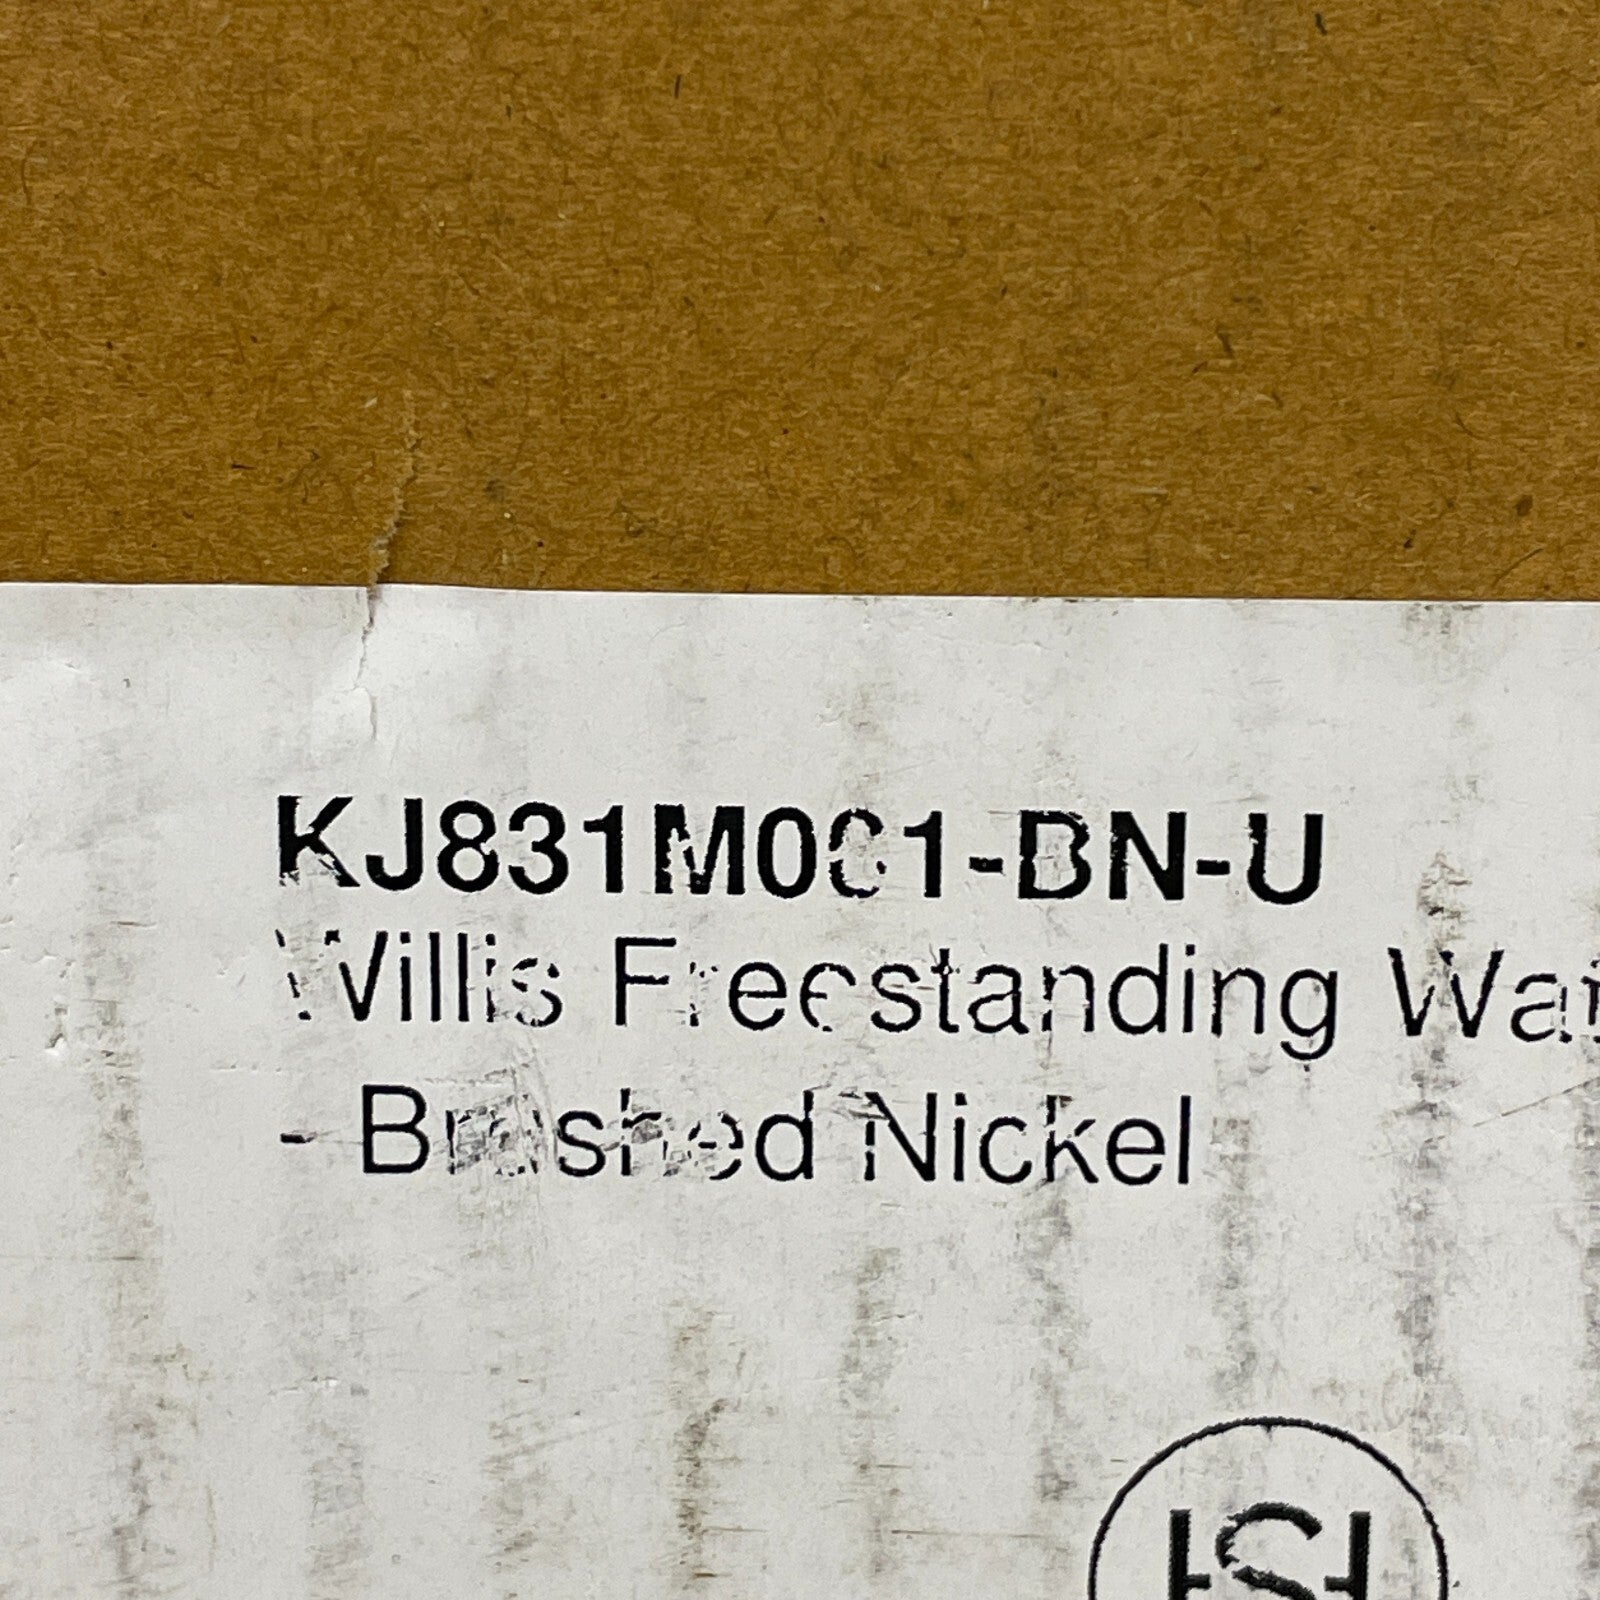 KJ831M001-BN-U
Willis Freestanding
- Brushed Nickel